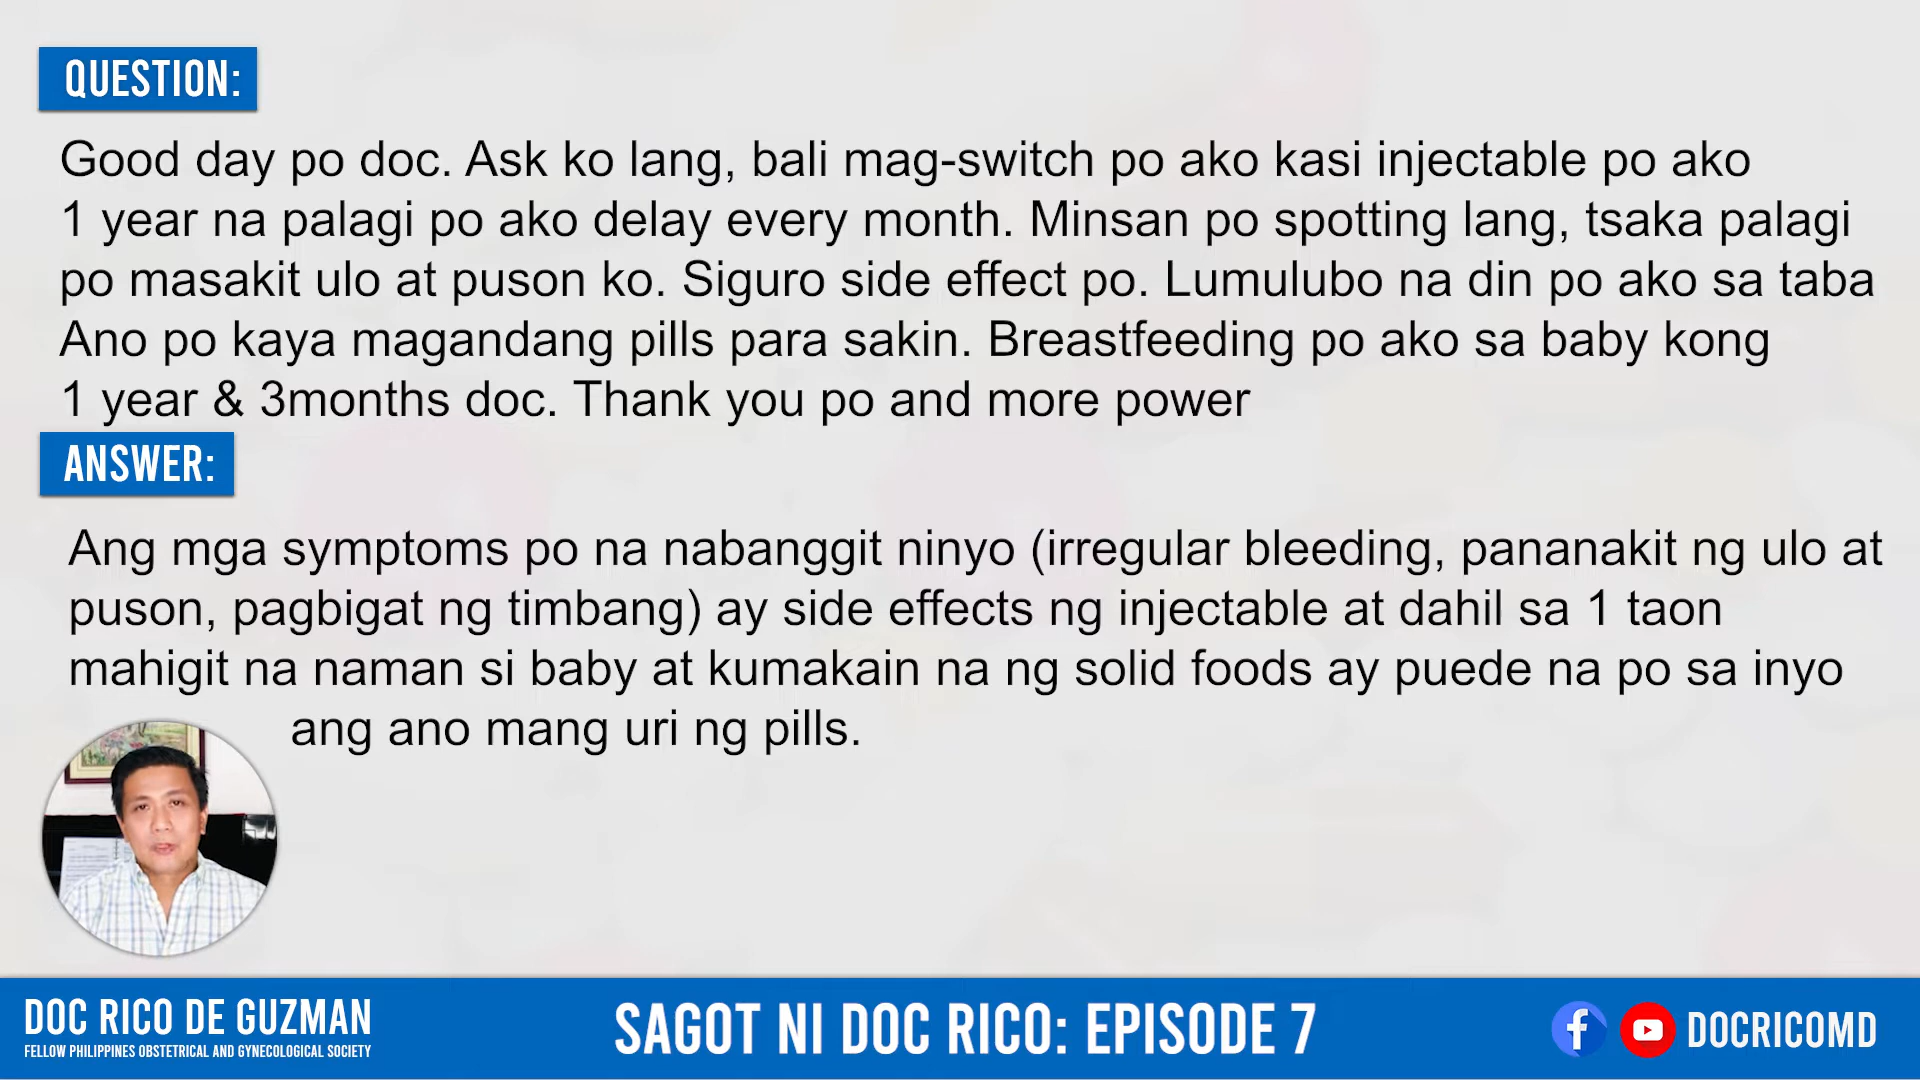 QUESTION:
Good day po doc. Ask ko lang, bali mag-switch po ako kasi injectable po ako
1 year na palagi po ako delay every month. Minsan po spotting lang, tsaka palagi
po masakit ulo at puson ko. Siguro side effect po. Lumulubo na din po ako sa taba
Ano po kaya magandang pills para sakin. Breastfeeding po ako sa baby kong
1 year & 3months doc. Thank you po and more power
ANSWER:
Ang mga symptoms po na nabanggit ninyo (irregular bleeding, pananakit ng ulo at
puson, pagbigat ng timbang) ay side effects ng injectable at dahil sa 1 taon
mahigit na naman si baby at kumakain na ng solid foods ay puede na po sa inyo
ang ano mang uri ng pills.
DOC RICO DE GUZMAN
FELLOW PHILIPPINES OBSTETRICAL AND GYNECOLOGICAL SOCIETY
SAGOT NI DOC RICO: EPISODE 7
DOCRICOMD